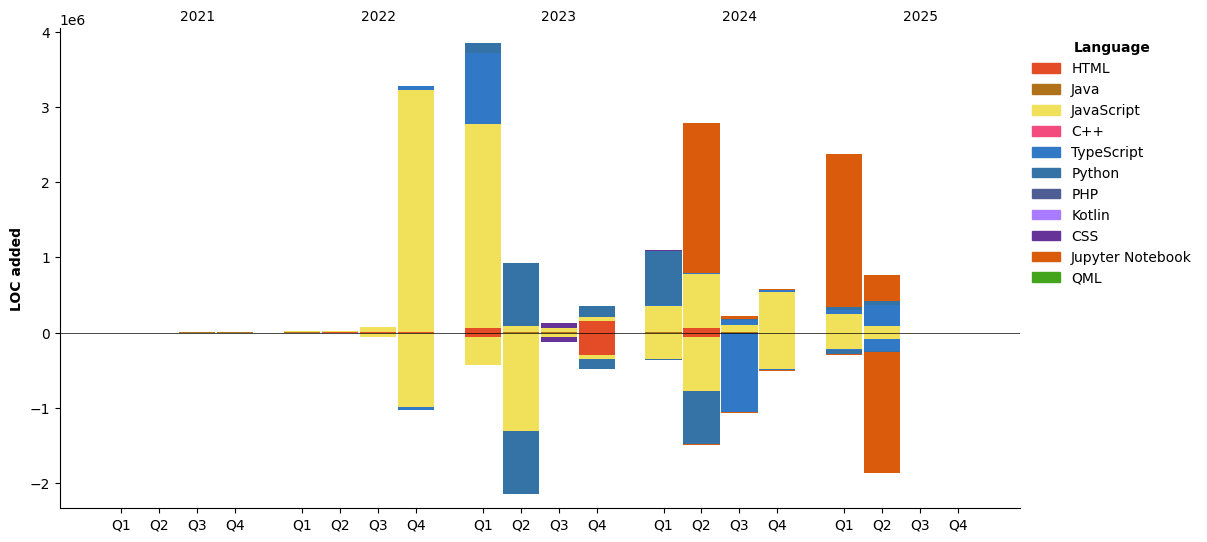 2021 2022 2023 2024 2025
1e6
4
3
2
1
0
−1
−2
LOC added
Q1 Q2 Q3 Q4 Q1 Q2 Q3 Q4 Q1 Q2 Q3 Q4 Q1 Q2 Q3 Q4 Q1 Q2 Q3 Q4
Language
HTML
Java
JavaScript
C++
TypeScript
Python
PHP
Kotlin
CSS
Jupyter Notebook
QML